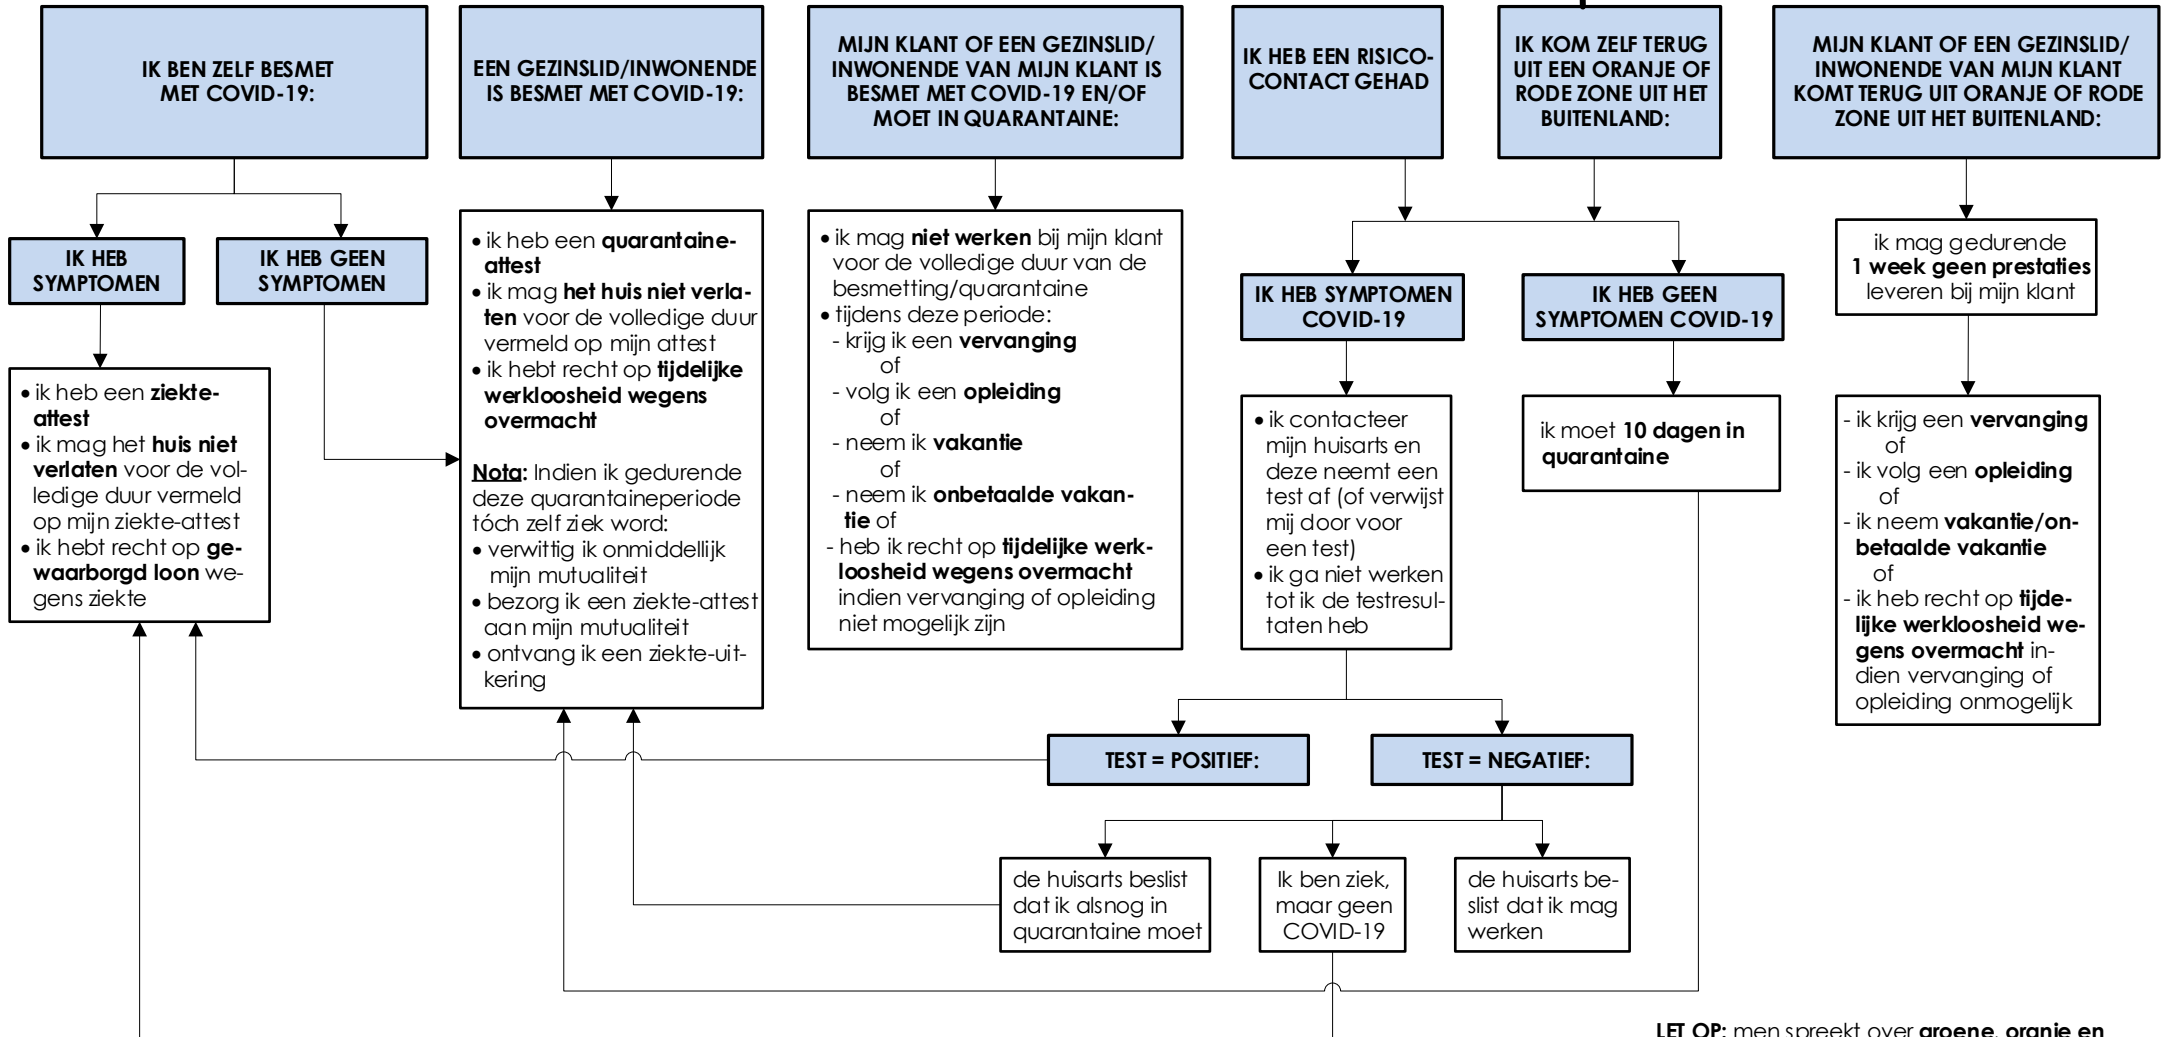 IK BEN ZELF BESMET
MET COVID-19:
EEN GEZINSLID/INWONENDE
IS BESMET MET COVID-19:
MIJN KLANT OF EEN GEZINSLID/
INWONENDE VAN MIJN KLANT IS
BESMET MET COVID-19 EN/OF
MOET IN QUARANTAINE:
IK HEB EEN RISICO-
CONTACT GEHAD
IK KOM ZELF TERUG
UIT EEN ORANJE OF
RODE ZONE UIT HET
BUITENLAND:
MIJN KLANT OF EEN GEZINSLID/
INWONENDE VAN MIJN KLANT
KOMT TERUG UIT ORANJE OF RODE
ZONE UIT HET BUITENLAND:
IK HEB
SYMPTOMEN
IK HEB GEEN
SYMPTOMEN
• ik heb een ziekte-
attest
• ik mag het huis niet
verlaten voor de vol-
ledige duur vermeld
op mijn ziekte-attest
• ik hebt recht op ge-
waarborgd loon we-
gens ziekte
• ik heb een quarantaine-
attest
• ik mag het huis niet verla-
ten voor de volledige duur
vermeld op mijn attest
• ik hebt recht op tijdelijke
werkloosheid wegens
overmacht
Nota: Indien ik gedurende
deze quarantaineperiode
tóch zelf ziek word:
• verwittig ik onmiddellijk
mijn mutualiteit
• bezorg ik een ziekte-attest
aan mijn mutualiteit
• ontvang ik een ziekte-uit-
kering
• ik mag niet werken bij mijn klant
voor de volledige duur van de
besmetting/quarantaine
• tijdens deze periode:
- krijg ik een vervanging
of
- volg ik een opleiding
of
- neem ik vakantie
of
- neem ik onbetaalde vakan-
tie of
- heb ik recht op tijdelijke werk-
loosheid wegens overmacht
indien vervanging of opleiding
niet mogelijk zijn
IK HEB SYMPTOMEN
COVID-19
IK HEB GEEN
SYMPTOMEN COVID-19
• ik contacteer
mijn huisarts en
deze neemt een
test af (of verwijst
mij door voor
een test)
• ik ga niet werken
tot ik de testresul-
taten heb
ik moet 10 dagen in
quarantaine
ik mag gedurende
1 week geen prestaties
leveren bij mijn klant
- ik krijg een vervanging
of
- ik volg een opleiding
of
- ik neem vakantie/on-
betaalde vakantie
of
- ik heb recht op tijde-
lijke werkloosheid we-
gens overmacht in-
dien vervanging of
opleiding onmogelijk
TEST = POSITIEF:
TEST = NEGATIEF:
de huisarts beslist
dat ik alsnog in
quarantaine moet
Ik ben ziek,
maar geen
COVID-19
de huisarts be-
slist dat ik mag
werken
LET OP: men spreekt over groene, oranje en